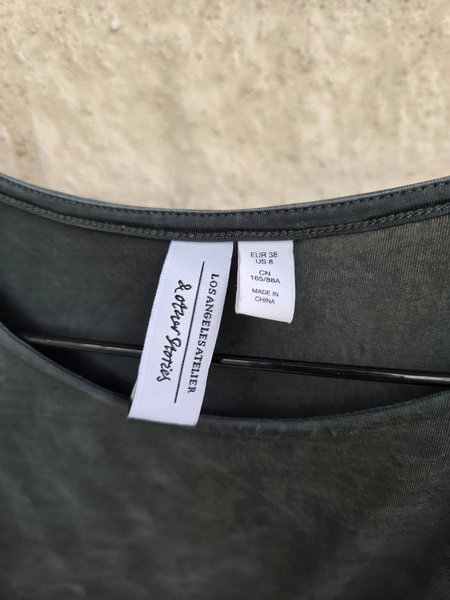 LOS ANGELES ATELIER
& other Stories
EUR 38
US 8
CN
165/88A
MADE IN
CHINA